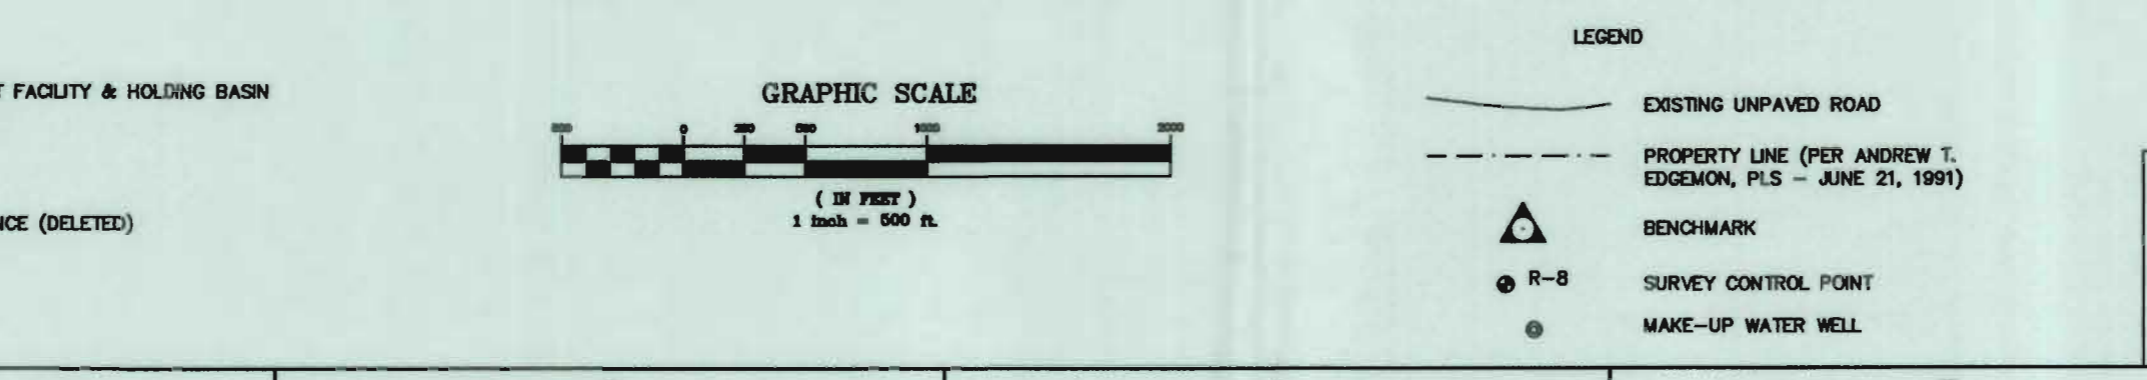 T FACILITY & HOLDING BASIN
NCE (DELETED)
GRAPHIC SCALE
500 0 250 500 1000 2000
( IN FEET )
1 inch = 500 ft.
LEGEND
EXISTING UNPAVED ROAD
PROPERTY LINE (PER ANDREW T.
EDGEMON, PLS - JUNE 21, 1991)
BENCHMARK
R-8
SURVEY CONTROL POINT
MAKE-UP WATER WELL